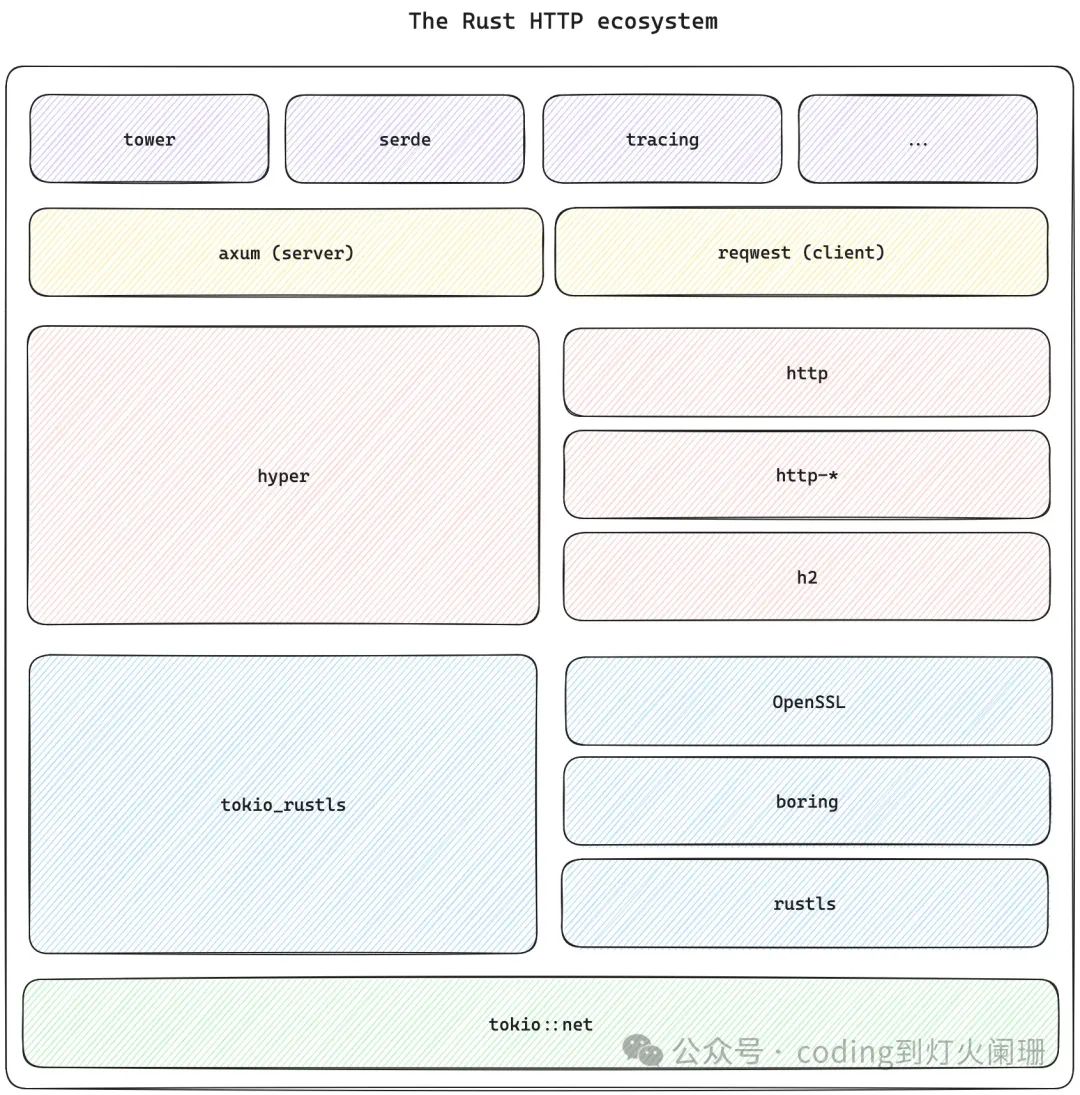 The Rust HTTP ecosystem
tower serde tracing ...
axum (server) reqwest (client)
http
hyper http-*
h2
OpenSSL
tokio_rustls boring
rustls
tokio::net
公众号 · coding到灯火阑珊